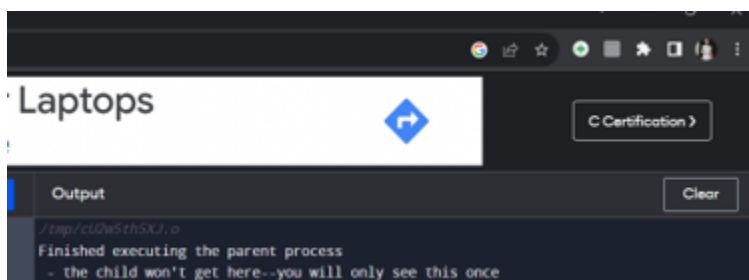 Laptops
C Certification >
Output
Clear
/tmp/cU2w5th5XJ.o
Finished executing the parent process
- the child won't get here--you will only see this once